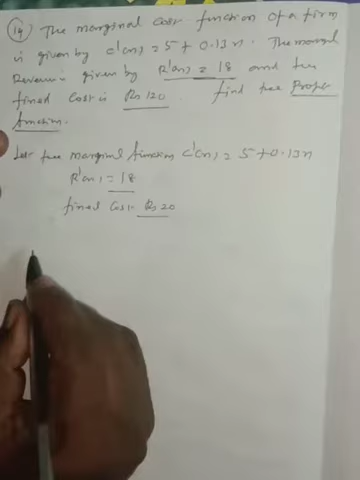 19) The marginal cost function of a firm
is given by C'(x) = 5 + 0.13x. The marginal
Revenue is given by R'(x) = 18 and the
fixed Cost is Rs 120. find the Profit
function.
Let the marginal function C'(x) = 5 + 0.13x
R'(x) = 18
fixed Cost Rs 20